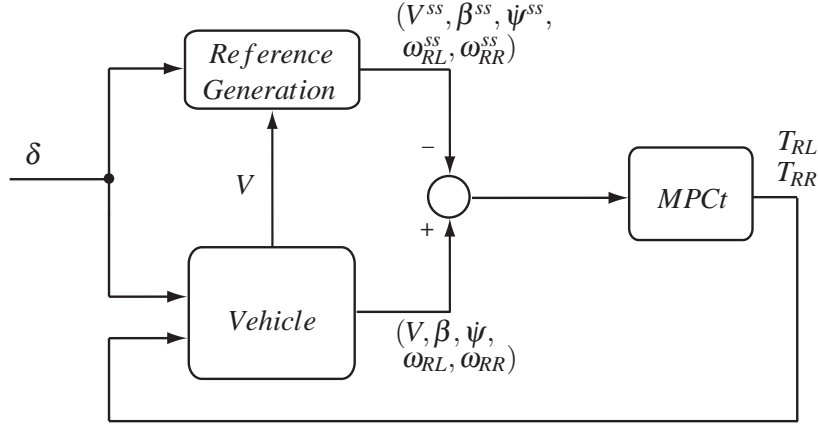 (V^ss, β^ss, ψ̇^ss,
ω_RL^ss, ω_RR^ss)
Reference
Generation
δ
V
−
+
MPCt
T_RL
T_RR
Vehicle
(V, β, ψ̇,
ω_RL, ω_RR)